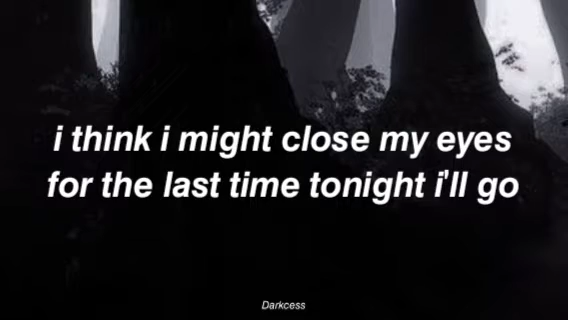 i think i might close my eyes
for the last time tonight i'll go
Darkcess